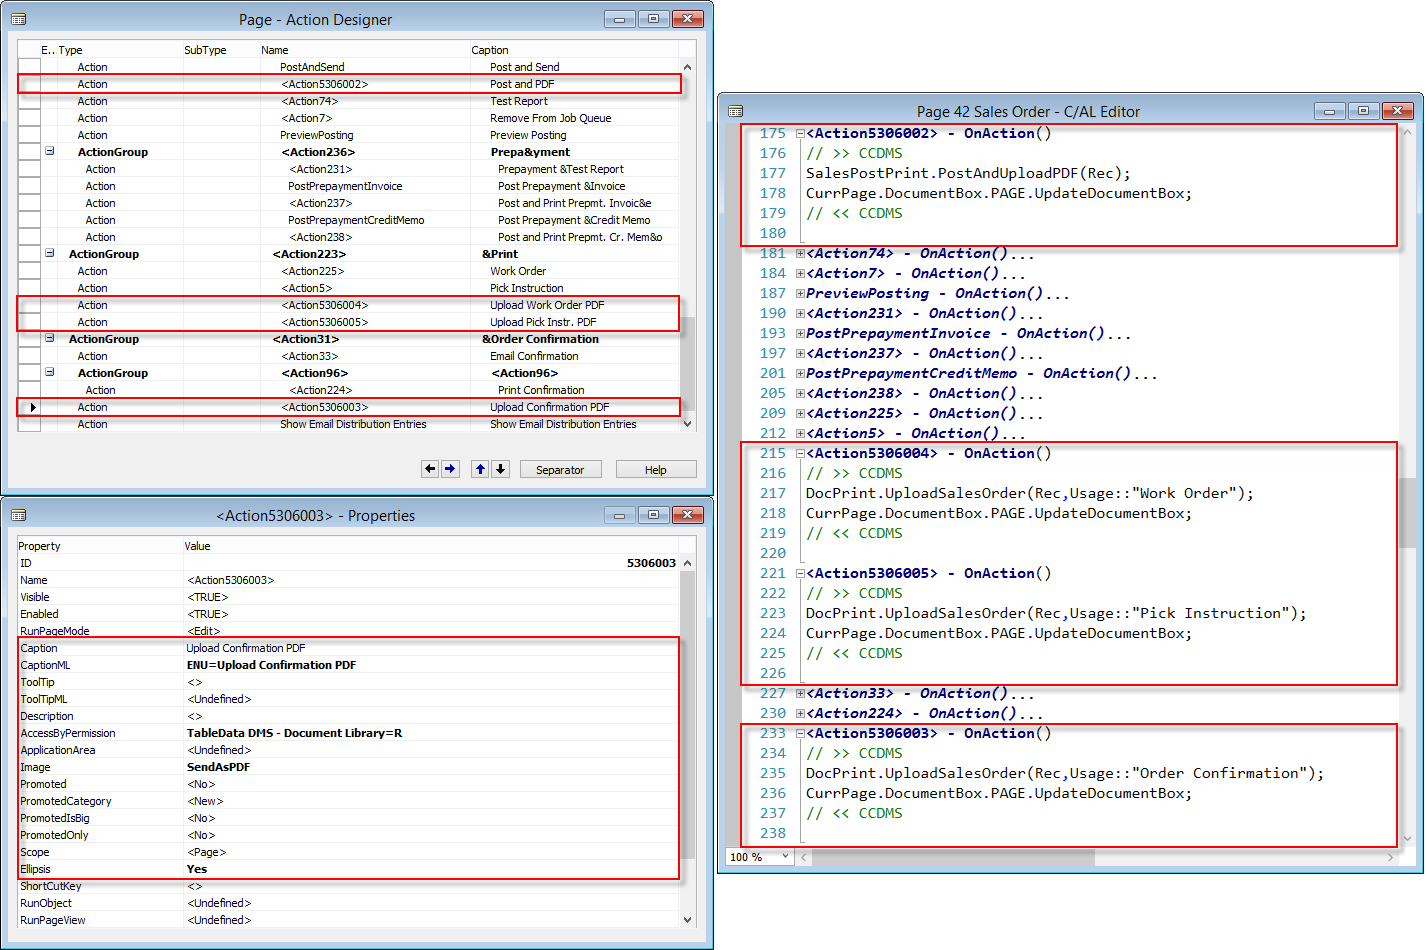 Page - Action Designer
E.. Type SubType Name Caption
Action PostAndSend Post and Send
Action <Action5306002> Post and PDF
Action <Action74> Test Report
Action <Action7> Remove From Job Queue
Action PreviewPosting Preview Posting
ActionGroup <Action236> Prepa&yment
Action <Action231> Prepayment &Test Report
Action PostPrepaymentInvoice Post Prepayment &Invoice
Action <Action237> Post and Print Prepmt. Invoic&e
Action PostPrepaymentCreditMemo Post Prepayment &Credit Memo
Action <Action238> Post and Print Prepmt. Cr. Mem&o
ActionGroup <Action223> &Print
Action <Action225> Work Order
Action <Action5> Pick Instruction
Action <Action5306004> Upload Work Order PDF
Action <Action5306005> Upload Pick Instr. PDF
ActionGroup <Action31> &Order Confirmation
Action <Action33> Email Confirmation
ActionGroup <Action96> <Action96>
Action <Action224> Print Confirmation
Action <Action5306003> Upload Confirmation PDF
Action Show Email Distribution Entries Show Email Distribution Entries
Separator Help
<Action5306003> - Properties
Property Value
ID 5306003
Name <Action5306003>
Visible <TRUE>
Enabled <TRUE>
RunPageMode <Edit>
Caption Upload Confirmation PDF
CaptionML ENU=Upload Confirmation PDF
ToolTip <>
ToolTipML <Undefined>
Description <>
AccessByPermission TableData DMS - Document Library=R
ApplicationArea <Undefined>
Image SendAsPDF
Promoted <No>
PromotedCategory <New>
PromotedIsBig <No>
PromotedOnly <No>
Scope <Page>
Ellipsis Yes
ShortCutKey <>
RunObject <Undefined>
RunPageView <Undefined>
Page 42 Sales Order - C/AL Editor
175 <Action5306002> - OnAction()
176 // >> CCDMS
177 SalesPostPrint.PostAndUploadPDF(Rec);
178 CurrPage.DocumentBox.PAGE.UpdateDocumentBox;
179 // << CCDMS
180
181 <Action74> - OnAction()...
184 <Action7> - OnAction()...
187 PreviewPosting - OnAction()...
190 <Action231> - OnAction()...
193 PostPrepaymentInvoice - OnAction()...
197 <Action237> - OnAction()...
201 PostPrepaymentCreditMemo - OnAction()...
205 <Action238> - OnAction()...
209 <Action225> - OnAction()...
212 <Action5> - OnAction()...
215 <Action5306004> - OnAction()
216 // >> CCDMS
217 DocPrint.UploadSalesOrder(Rec,Usage::"Work Order");
218 CurrPage.DocumentBox.PAGE.UpdateDocumentBox;
219 // << CCDMS
220
221 <Action5306005> - OnAction()
222 // >> CCDMS
223 DocPrint.UploadSalesOrder(Rec,Usage::"Pick Instruction");
224 CurrPage.DocumentBox.PAGE.UpdateDocumentBox;
225 // << CCDMS
226
227 <Action33> - OnAction()...
230 <Action224> - OnAction()...
233 <Action5306003> - OnAction()
234 // >> CCDMS
235 DocPrint.UploadSalesOrder(Rec,Usage::"Order Confirmation");
236 CurrPage.DocumentBox.PAGE.UpdateDocumentBox;
237 // << CCDMS
238
100 %